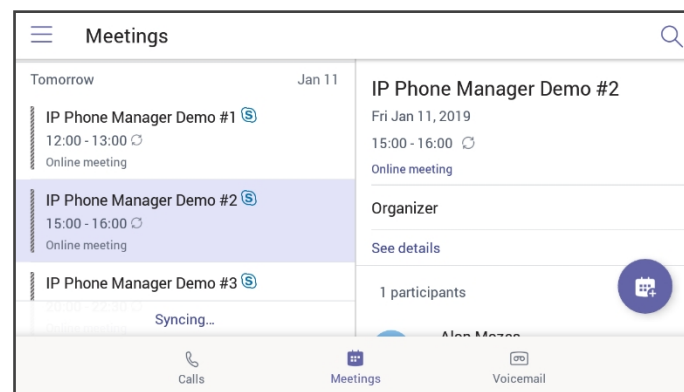 Meetings
Tomorrow Jan 11
IP Phone Manager Demo #1
12:00 - 13:00
Online meeting
IP Phone Manager Demo #2
15:00 - 16:00
Online meeting
IP Phone Manager Demo #3
Syncing...
IP Phone Manager Demo #2
Fri Jan 11, 2019
15:00 - 16:00
Online meeting
Organizer
See details
1 participants
Calls
Meetings
Voicemail